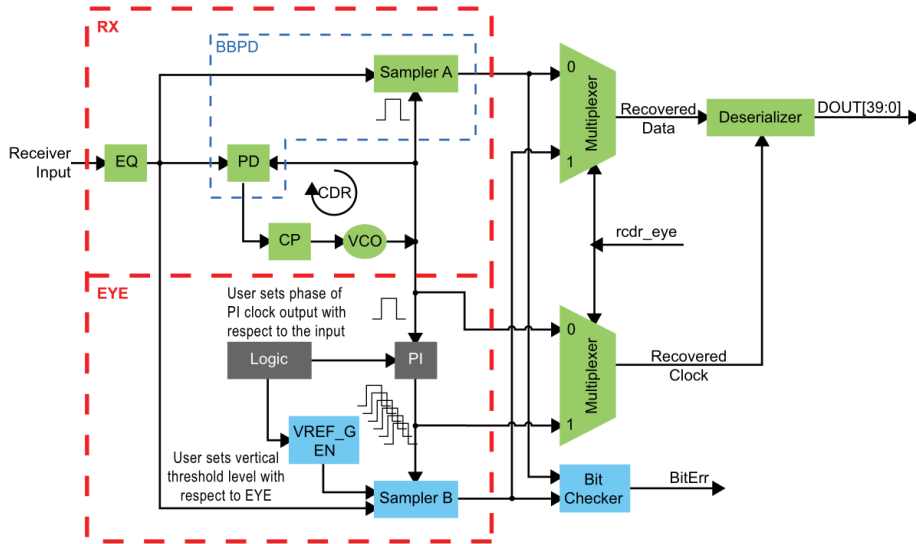 RX
BBPD
Sampler A
0
Multiplexer
1
Recovered
Data
Deserializer
DOUT[39:0]
Receiver
Input
EQ
PD
CDR
CP
VCO
rcdr_eye
EYE
User sets phase of
PI clock output with
respect to the input
Logic
PI
0
Multiplexer
1
Recovered
Clock
VREF_G
EN
User sets vertical
threshold level with
respect to EYE
Sampler B
Bit
Checker
BitErr